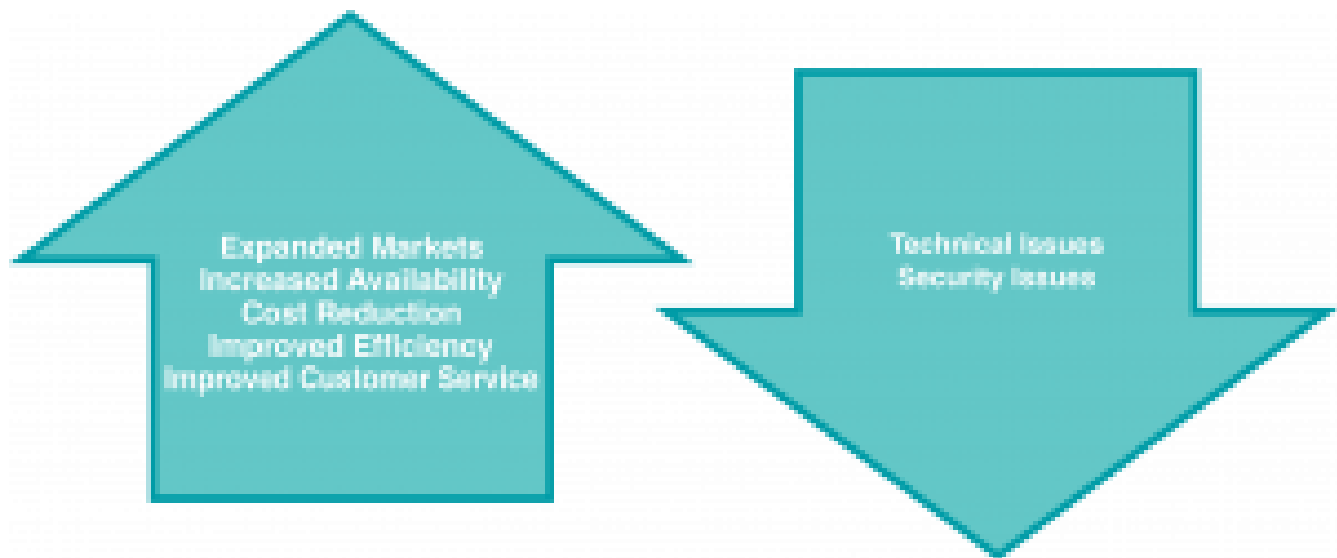 Expanded Markets
Increased Availability
Cost Reduction
Improved Efficiency
Improved Customer Service
Technical Issues
Security Issues